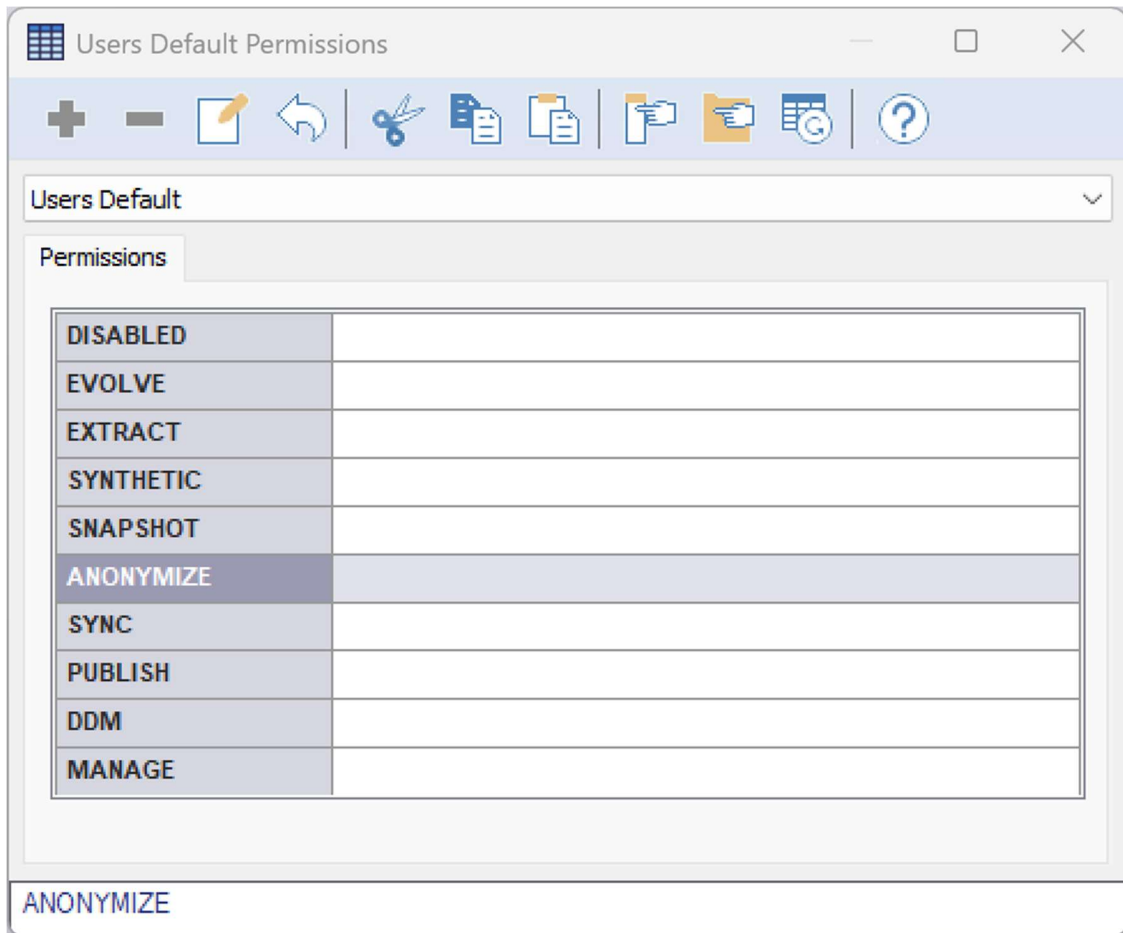 Users Default Permissions
Users Default
Permissions
DISABLED
EVOLVE
EXTRACT
SYNTHETIC
SNAPSHOT
ANONYMIZE
SYNC
PUBLISH
DDM
MANAGE
ANONYMIZE